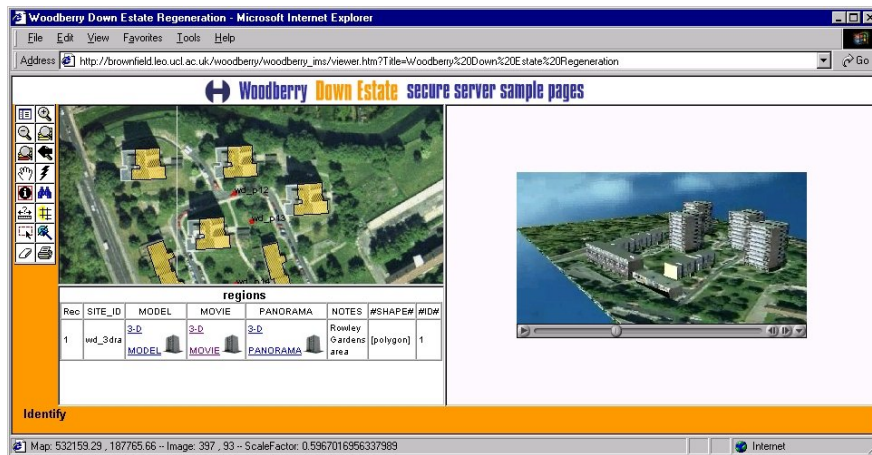 Woodberry Down Estate Regeneration - Microsoft Internet Explorer
File Edit View Favorites Tools Help
Address http://brownfield.leo.ucl.ac.uk/woodberry/woodberry_ims/viewer.htm?Title=Woodberry%20Down%20Estate%20Regeneration Go
Woodberry Down Estate secure server sample pages
wd_p12
wd_p13
regions
Rec SITE_ID MODEL MOVIE PANORAMA NOTES #SHAPE# #ID#
1 wd_3dra 3-D MODEL 3-D MOVIE 3-D PANORAMA Rowley Gardens area [polygon] 1
Identify
Map: 532159.29 , 187765.66 -- Image: 397 , 93 -- ScaleFactor: 0.5967016956337989 Internet